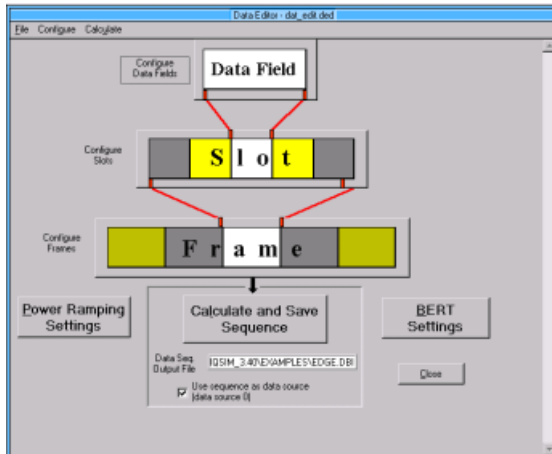 Data Editor - dat_edit.ded
File Configure Calculate
Configure
Data Fields
Data Field
Configure
Slots
Slot
Configure
Frames
Frame
Power Ramping
Settings
Calculate and Save
Sequence
BERT
Settings
Data Seq.
Output File
IQSIM_3.40\EXAMPLES\EDGE.DBI
Use sequence as data source
(data source 0)
Close